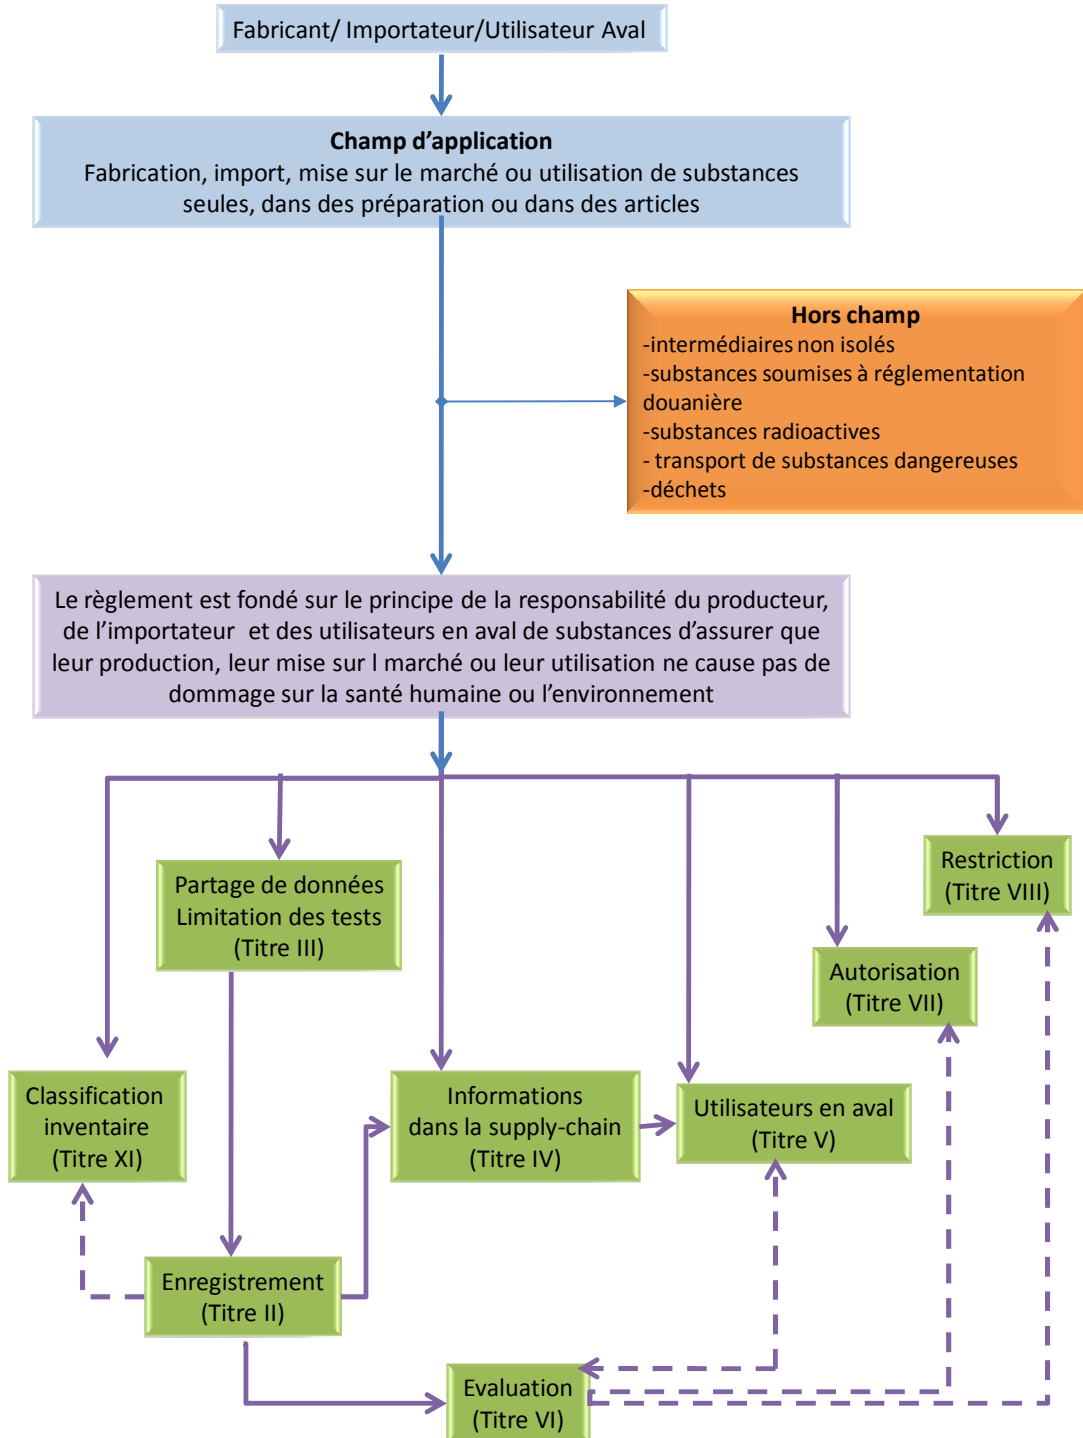 Fabricant/ Importateur/Utilisateur Aval
Champ d’application
Fabrication, import, mise sur le marché ou utilisation de substances
seules, dans des préparation ou dans des articles
Hors champ
-intermédiaires non isolés
-substances soumises à réglementation
douanière
-substances radioactives
- transport de substances dangereuses
-déchets
Le règlement est fondé sur le principe de la responsabilité du producteur,
de l’importateur et des utilisateurs en aval de substances d’assurer que
leur production, leur mise sur l marché ou leur utilisation ne cause pas de
dommage sur la santé humaine ou l’environnement
Restriction
(Titre VIII)
Partage de données
Limitation des tests
(Titre III)
Autorisation
(Titre VII)
Classification
inventaire
(Titre XI)
Informations
dans la supply-chain
(Titre IV)
Utilisateurs en aval
(Titre V)
Enregistrement
(Titre II)
Evaluation
(Titre VI)